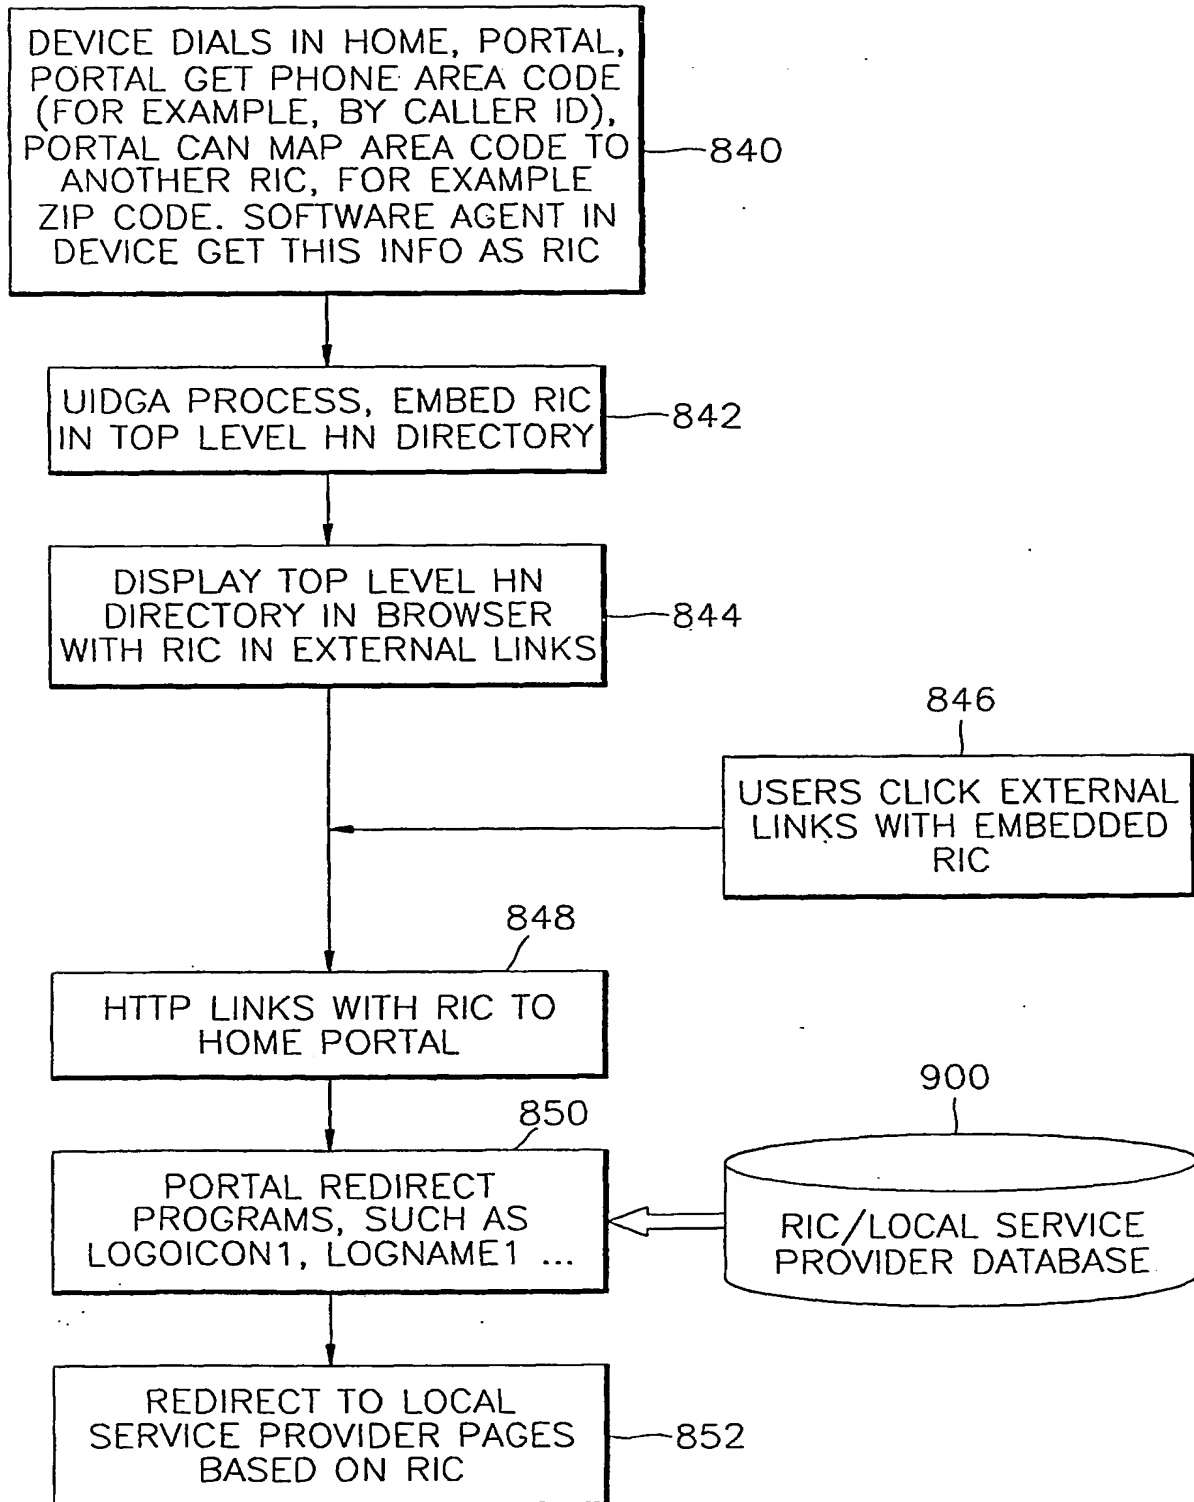 DEVICE DIALS IN HOME, PORTAL,
PORTAL GET PHONE AREA CODE
(FOR EXAMPLE, BY CALLER ID),
PORTAL CAN MAP AREA CODE TO
ANOTHER RIC, FOR EXAMPLE
ZIP CODE. SOFTWARE AGENT IN
DEVICE GET THIS INFO AS RIC
840
UIDGA PROCESS, EMBED RIC
IN TOP LEVEL HN DIRECTORY
842
DISPLAY TOP LEVEL HN
DIRECTORY IN BROWSER
WITH RIC IN EXTERNAL LINKS
844
846
USERS CLICK EXTERNAL
LINKS WITH EMBEDDED
RIC
848
HTTP LINKS WITH RIC TO
HOME PORTAL
850
PORTAL REDIRECT
PROGRAMS, SUCH AS
LOGOICON1, LOGNAME1 ...
900
RIC/LOCAL SERVICE
PROVIDER DATABASE
REDIRECT TO LOCAL
SERVICE PROVIDER PAGES
BASED ON RIC
852